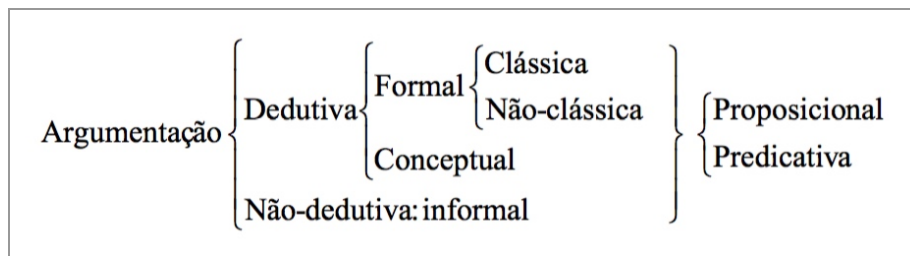 Clássica
Formal
Dedutiva
Não-clássica
Proposicional
Argumentação
Conceptual
Predicativa
Não-dedutiva: informal